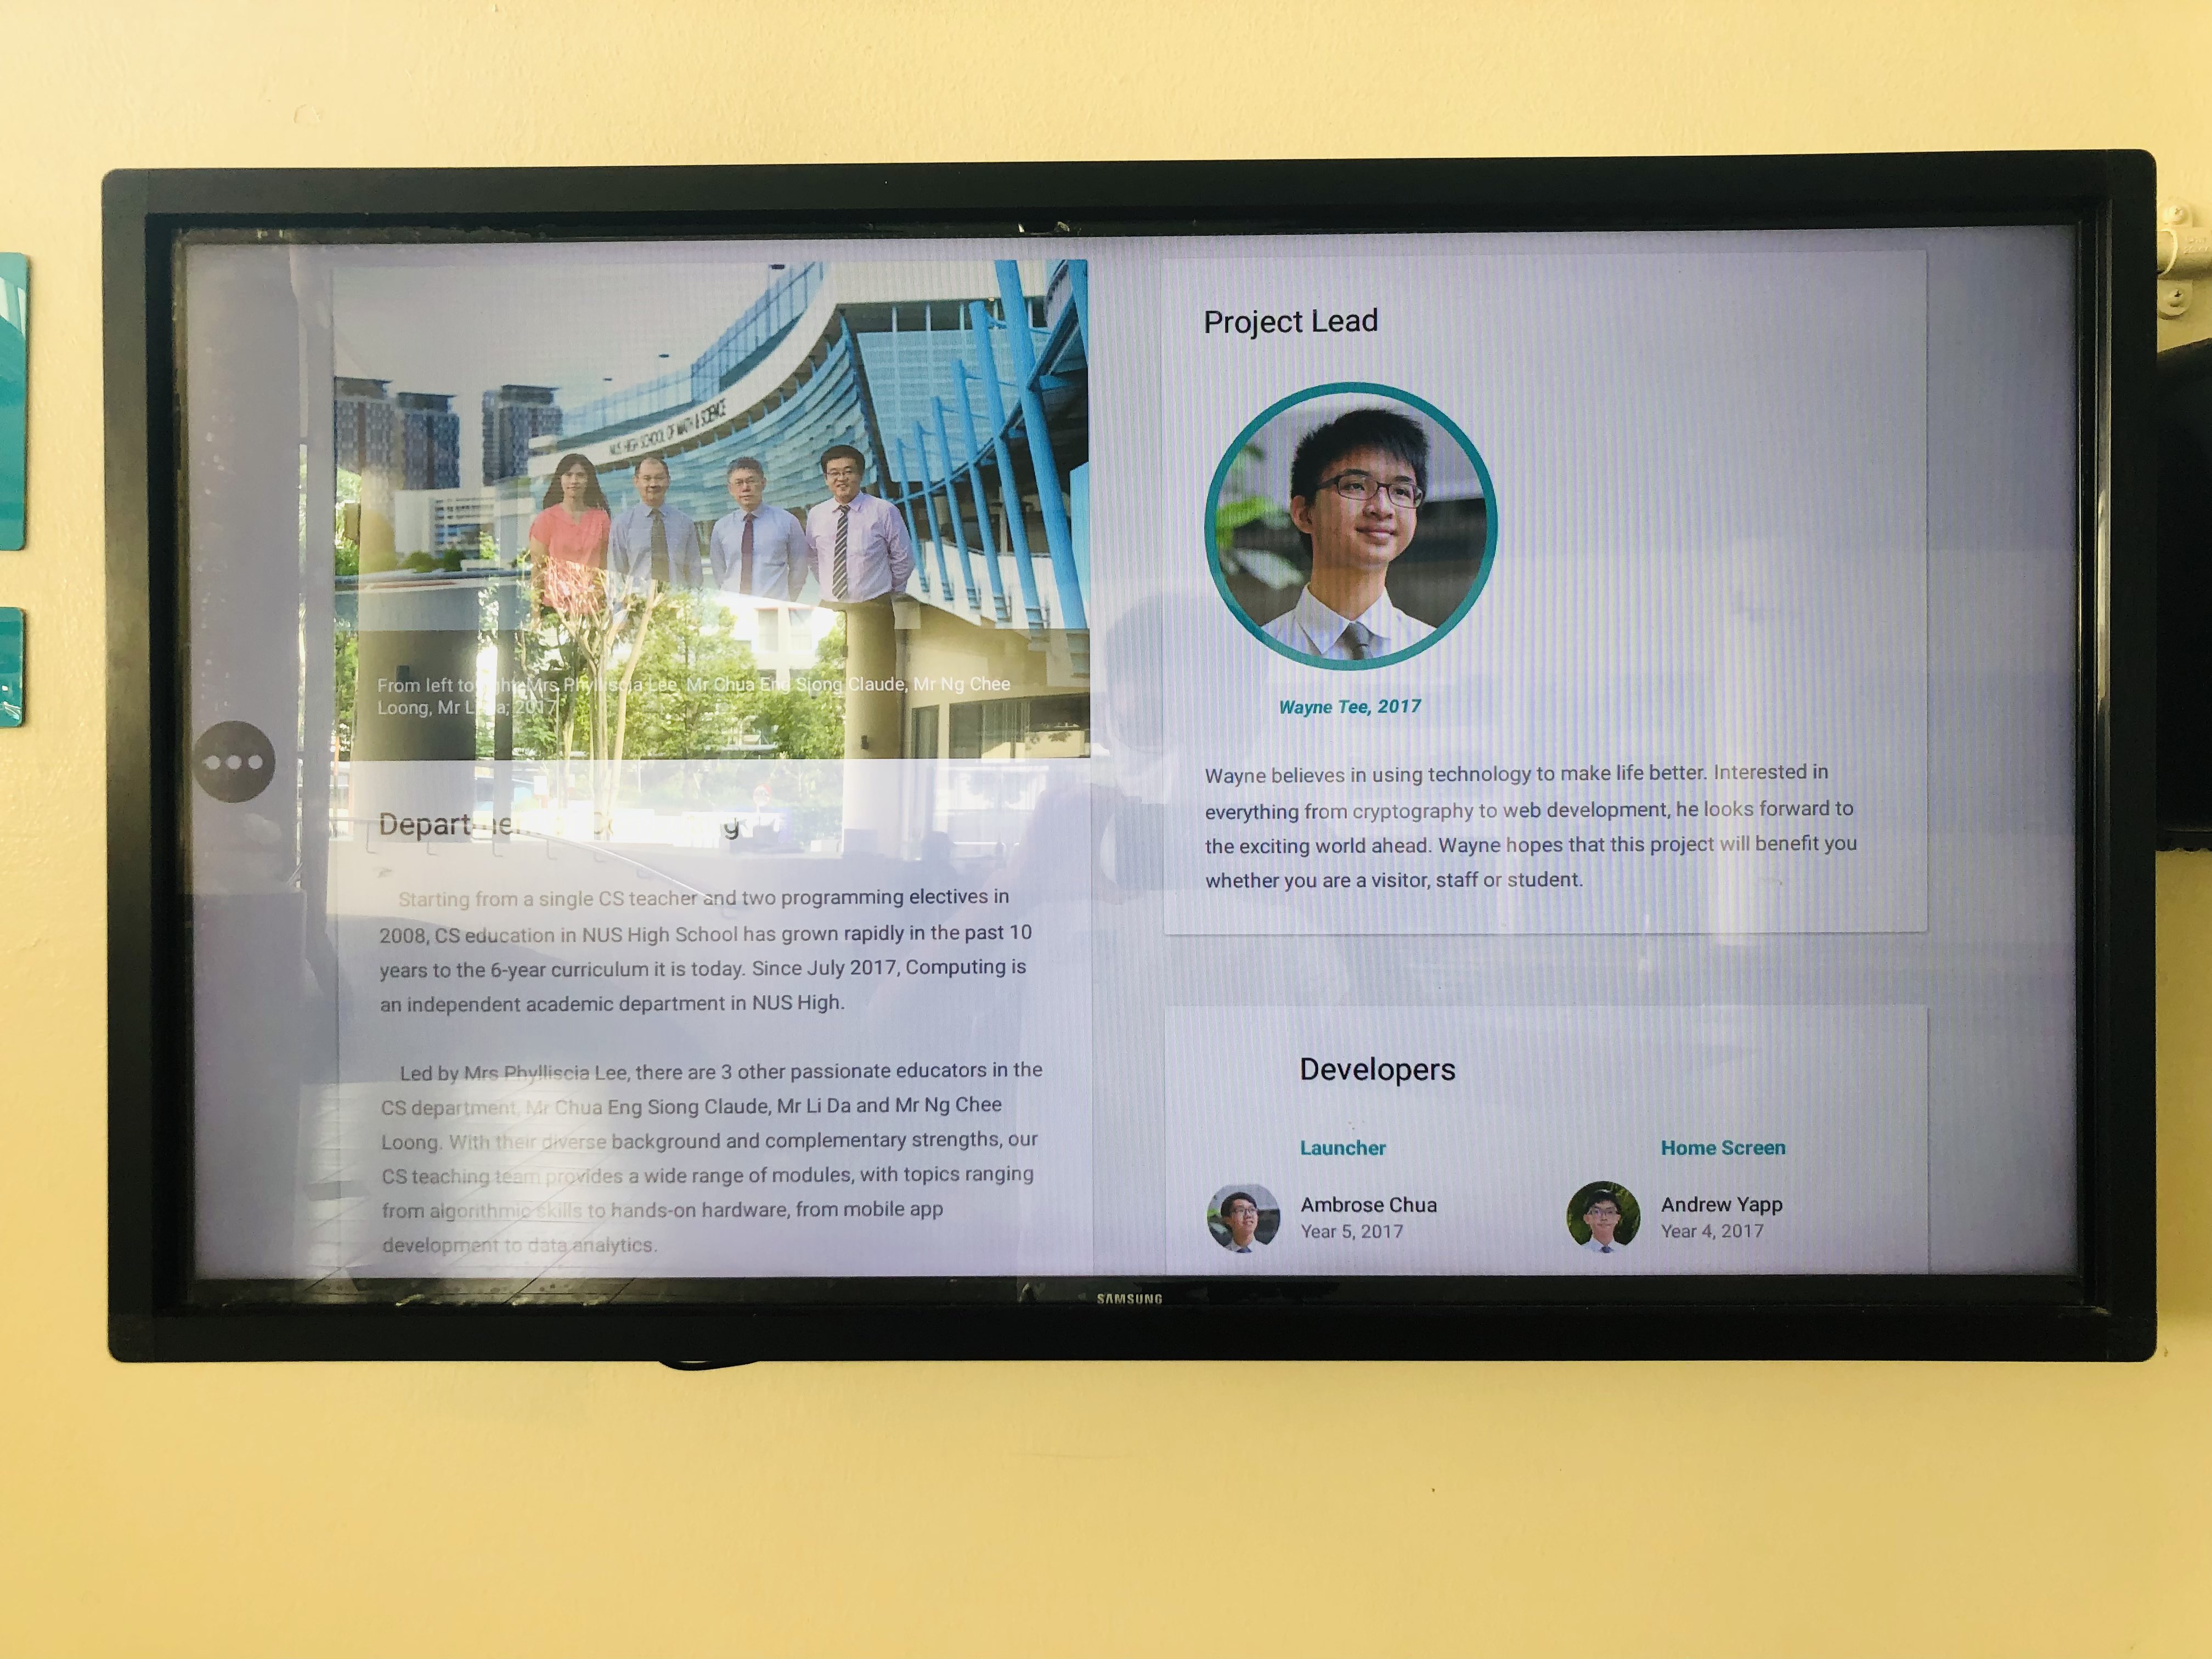 NUS HIGH SCHOOL OF MATH & SCIENCE
From left to Mrs Phylliscia Lee, Mr Chua Eng Siong Claude, Mr Ng Chee
Loong, Mr 2017
Starting from a single CS teacher and two programming electives in
2008, CS education in NUS High School has grown rapidly in the past 10
years to the 6-year curriculum it is today. Since July 2017, Computing is
an independent academic department in NUS High.
Led by Mrs Phylliscia Lee, there are 3 other passionate educators in the
CS department, Mr Chua Eng Siong Claude, Mr Li Da and Mr Ng Chee
Loong. With their diverse background and complementary strengths, our
CS teaching team provides a wide range of modules, with topics ranging
from algorithmic skills to hands-on hardware, from mobile app
development to data analytics.
Project Lead
Wayne Tee, 2017
Wayne believes in using technology to make life better. Interested in
everything from cryptography to web development, he looks forward to
the exciting world ahead. Wayne hopes that this project will benefit you
whether you are a visitor, staff or student.
Developers
Launcher
Ambrose Chua
Year 5, 2017
Home Screen
Andrew Yapp
Year 4, 2017
SAMSUNG